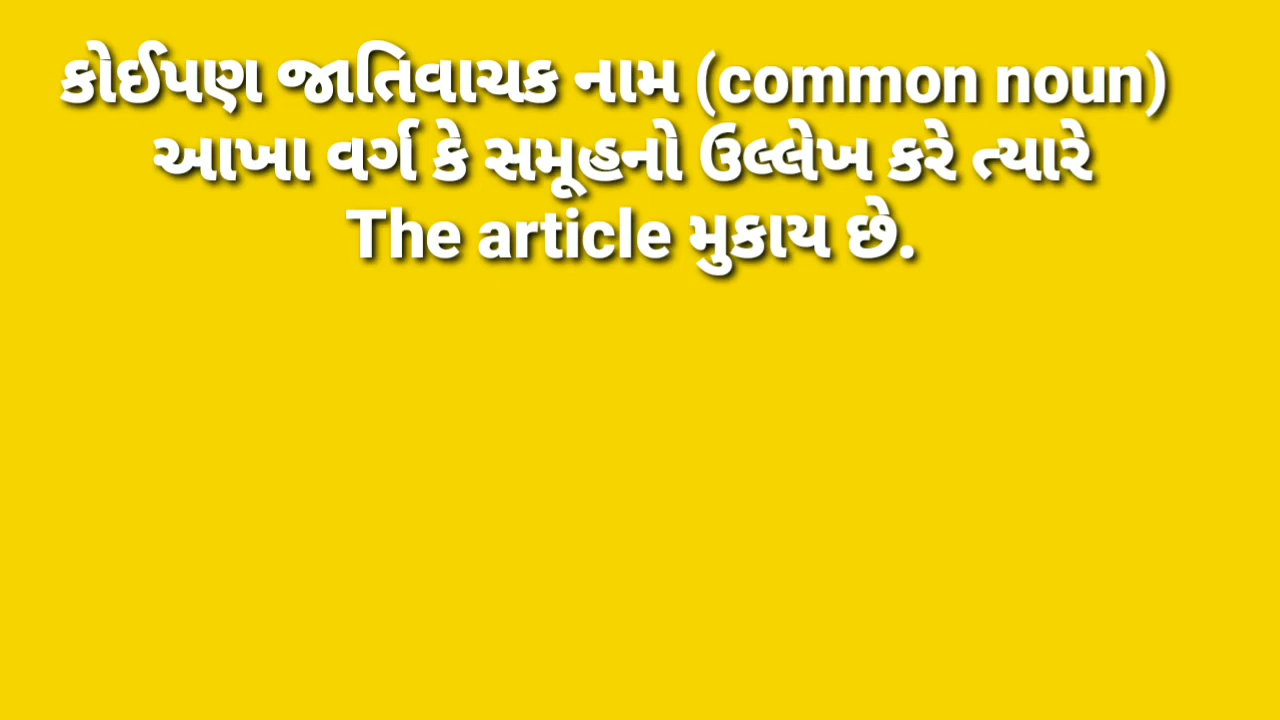 કોઈપણ જાતિવાચક નામ (common noun)
આખા વર્ગ કે સમૂહનો ઉલ્લેખ કરે ત્યારે
The article મુકાય છે.